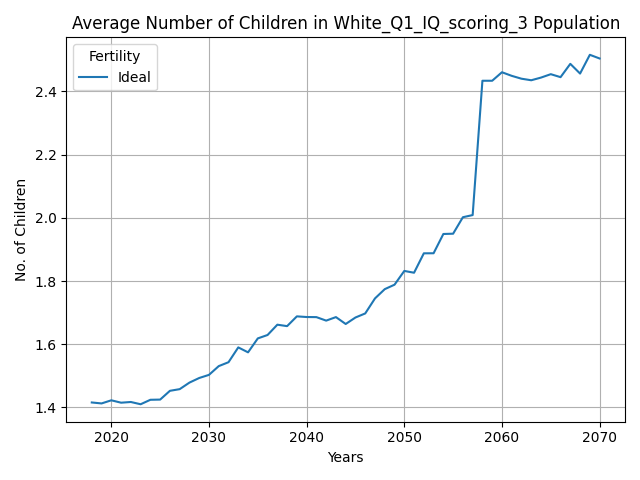 Average Number of Children in White_Q1_IQ_scoring_3 Population
Fertility
Ideal
No. of Children
2.4
2.2
2.0
1.8
1.6
1.4
2020 2030 2040 2050 2060 2070
Years